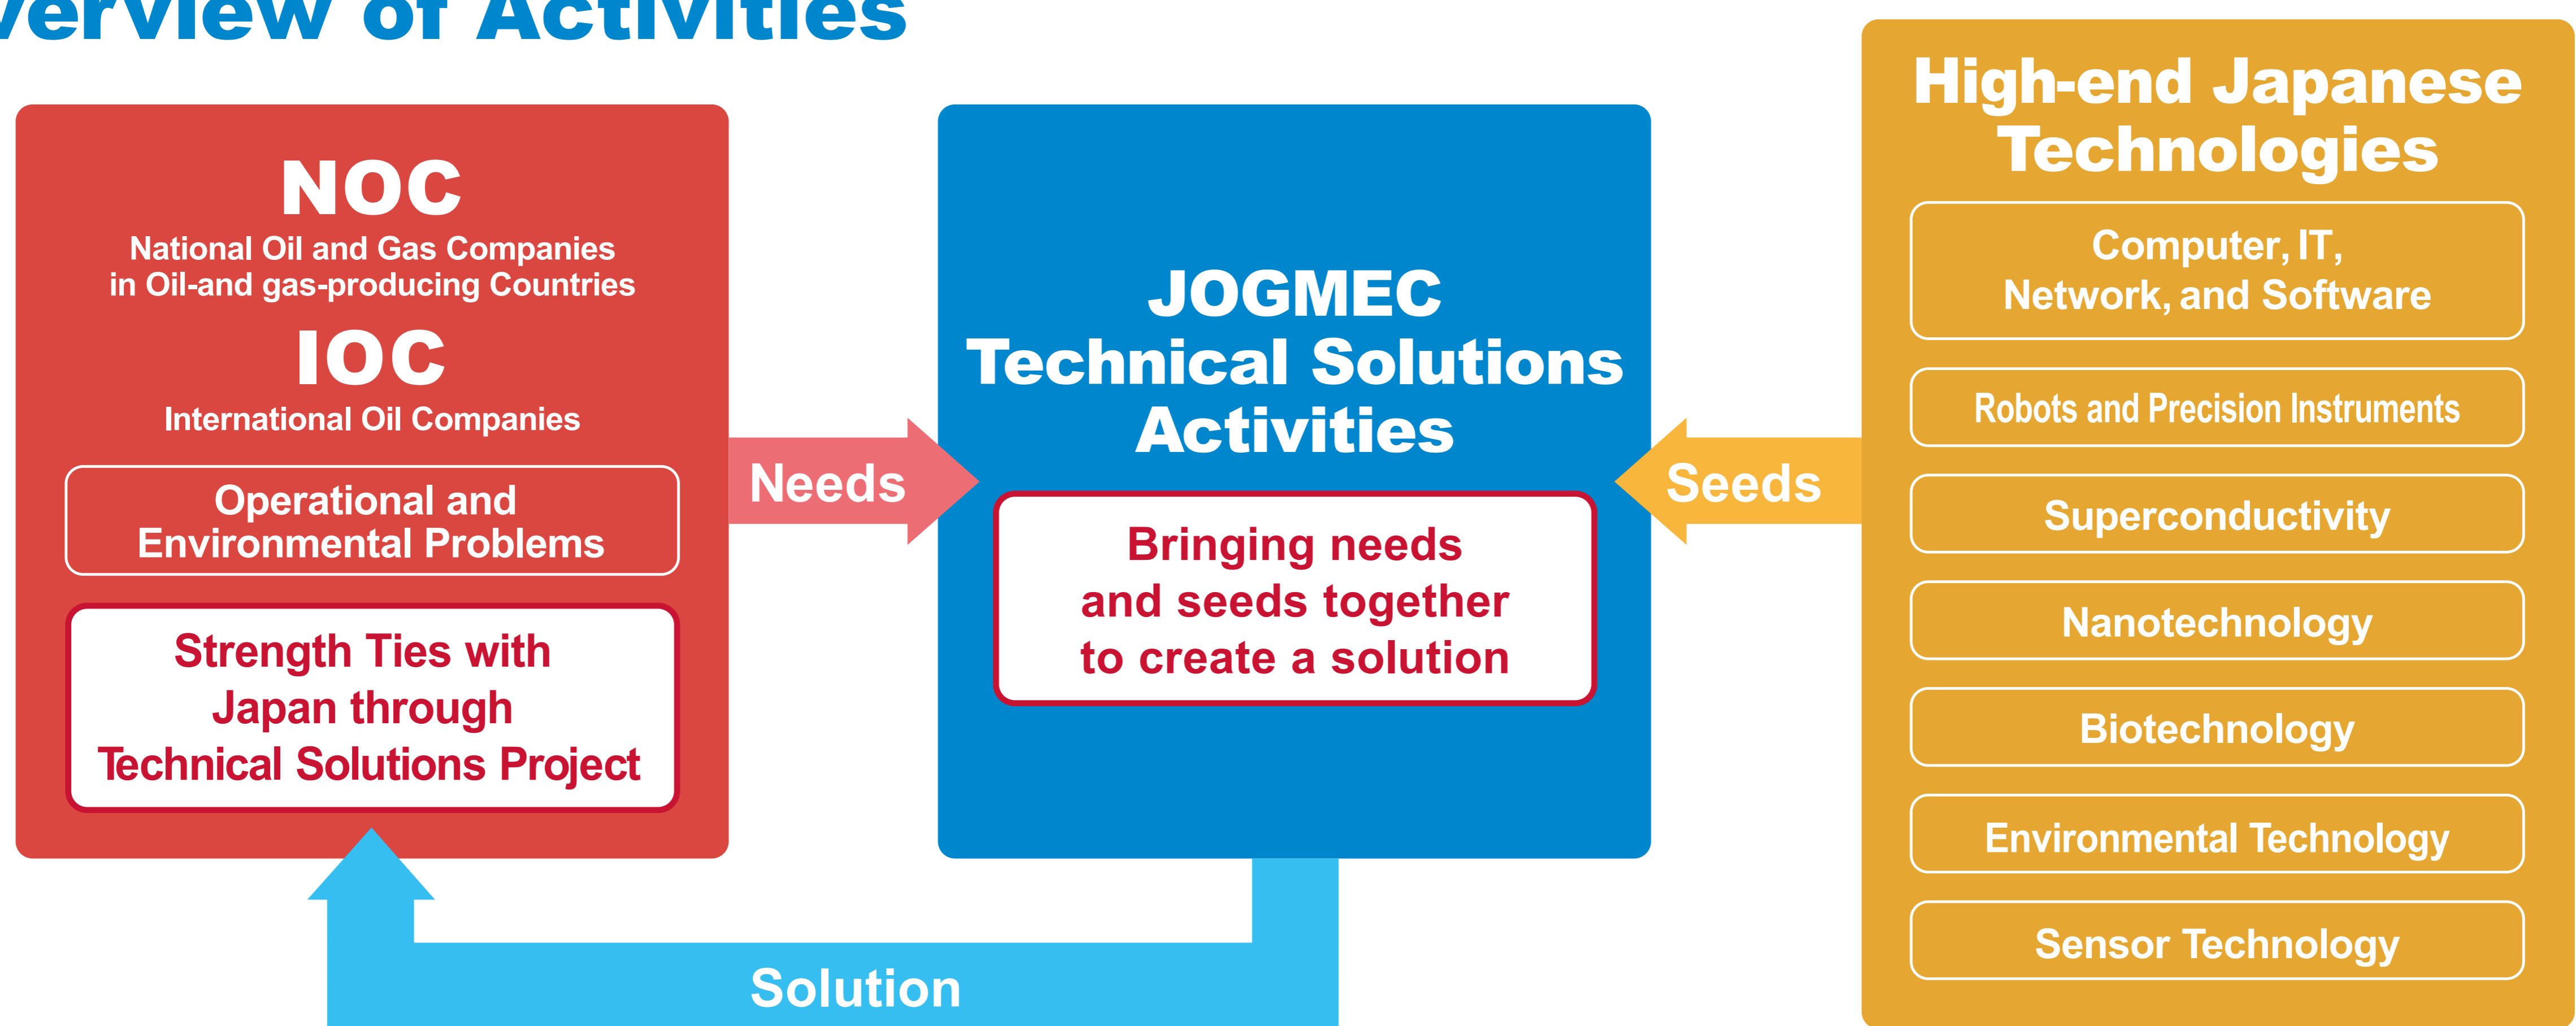 verview of Activities
NOC
National Oil and Gas Companies
in Oil-and gas-producing Countries
IOC
International Oil Companies
Operational and
Environmental Problems
Strength Ties with
Japan through
Technical Solutions Project
Needs
JOGMEC
Technical Solutions
Activities
Bringing needs
and seeds together
to create a solution
Seeds
High-end Japanese
Technologies
Computer, IT,
Network, and Software
Robots and Precision Instruments
Superconductivity
Nanotechnology
Biotechnology
Environmental Technology
Sensor Technology
Solution